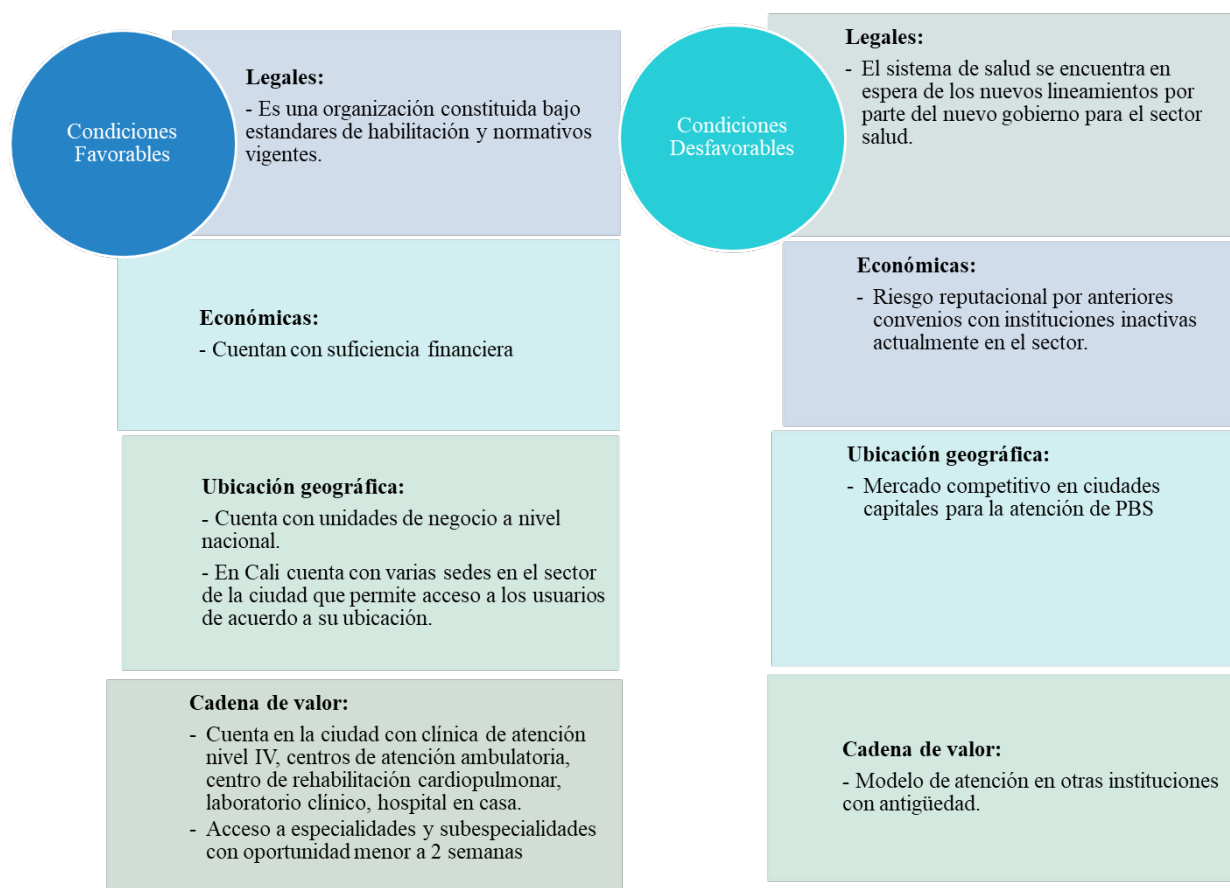 Condiciones
Favorables
Legales:
- Es una organización constituida bajo
estandares de habilitación y normativos
vigentes.
Económicas:
- Cuentan con suficiencia financiera
Ubicación geográfica:
- Cuenta con unidades de negocio a nivel
nacional.
- En Cali cuenta con varias sedes en el sector
de la ciudad que permite acceso a los usuarios
de acuerdo a su ubicación.
Cadena de valor:
- Cuenta en la ciudad con clínica de atención
nivel IV, centros de atención ambulatoria,
centro de rehabilitación cardiopulmonar,
laboratorio clínico, hospital en casa.
- Acceso a especialidades y subespecialidades
con oportunidad menor a 2 semanas
Condiciones
Desfavorables
Legales:
- El sistema de salud se encuentra en
espera de los nuevos lineamientos por
parte del nuevo gobierno para el sector
salud.
Económicas:
- Riesgo reputacional por anteriores
convenios con instituciones inactivas
actualmente en el sector.
Ubicación geográfica:
- Mercado competitivo en ciudades
capitales para la atención de PBS
Cadena de valor:
- Modelo de atención en otras instituciones
con antigüedad.